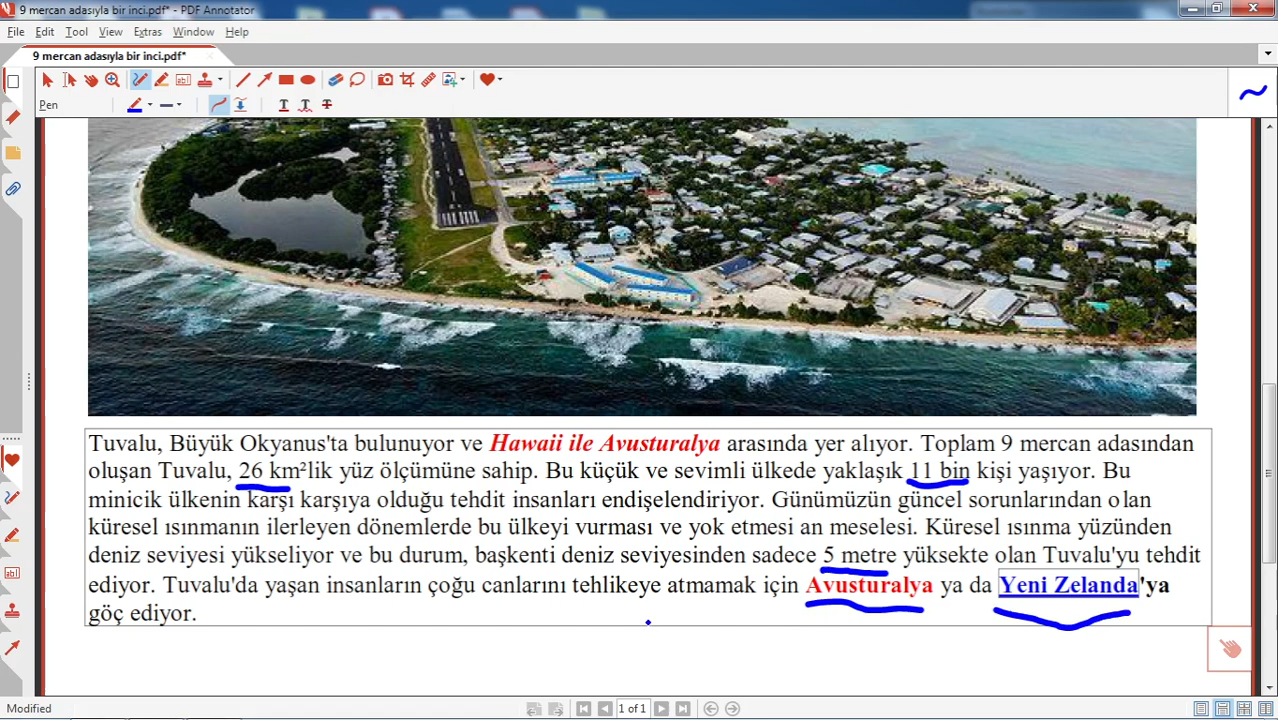 9 mercan adasıyla bir inci.pdf* - PDF Annotator
File Edit Tool View Extras Window Help
9 mercan adasıyla bir inci.pdf*
Pen
Tuvalu, Büyük Okyanus'ta bulunuyor ve Hawaii ile Avusturalya arasında yer alıyor. Toplam 9 mercan adasından
oluşan Tuvalu, 26 km²lik yüz ölçümüne sahip. Bu küçük ve sevimli ülkede yaklaşık 11 bin kişi yaşıyor. Bu
minicik ülkenin karşı karşıya olduğu tehdit insanları endişelendiriyor. Günümüzün güncel sorunlarından olan
küresel ısınmanın ilerleyen dönemlerde bu ülkeyi vurması ve yok etmesi an meselesi. Küresel ısınma yüzünden
deniz seviyesi yükseliyor ve bu durum, başkenti deniz seviyesinden sadece 5 metre yüksekte olan Tuvalu'yu tehdit
ediyor. Tuvalu'da yaşan insanların çoğu canlarını tehlikeye atmamak için Avusturalya ya da Yeni Zelanda'ya
göç ediyor.
Modified
1 of 1